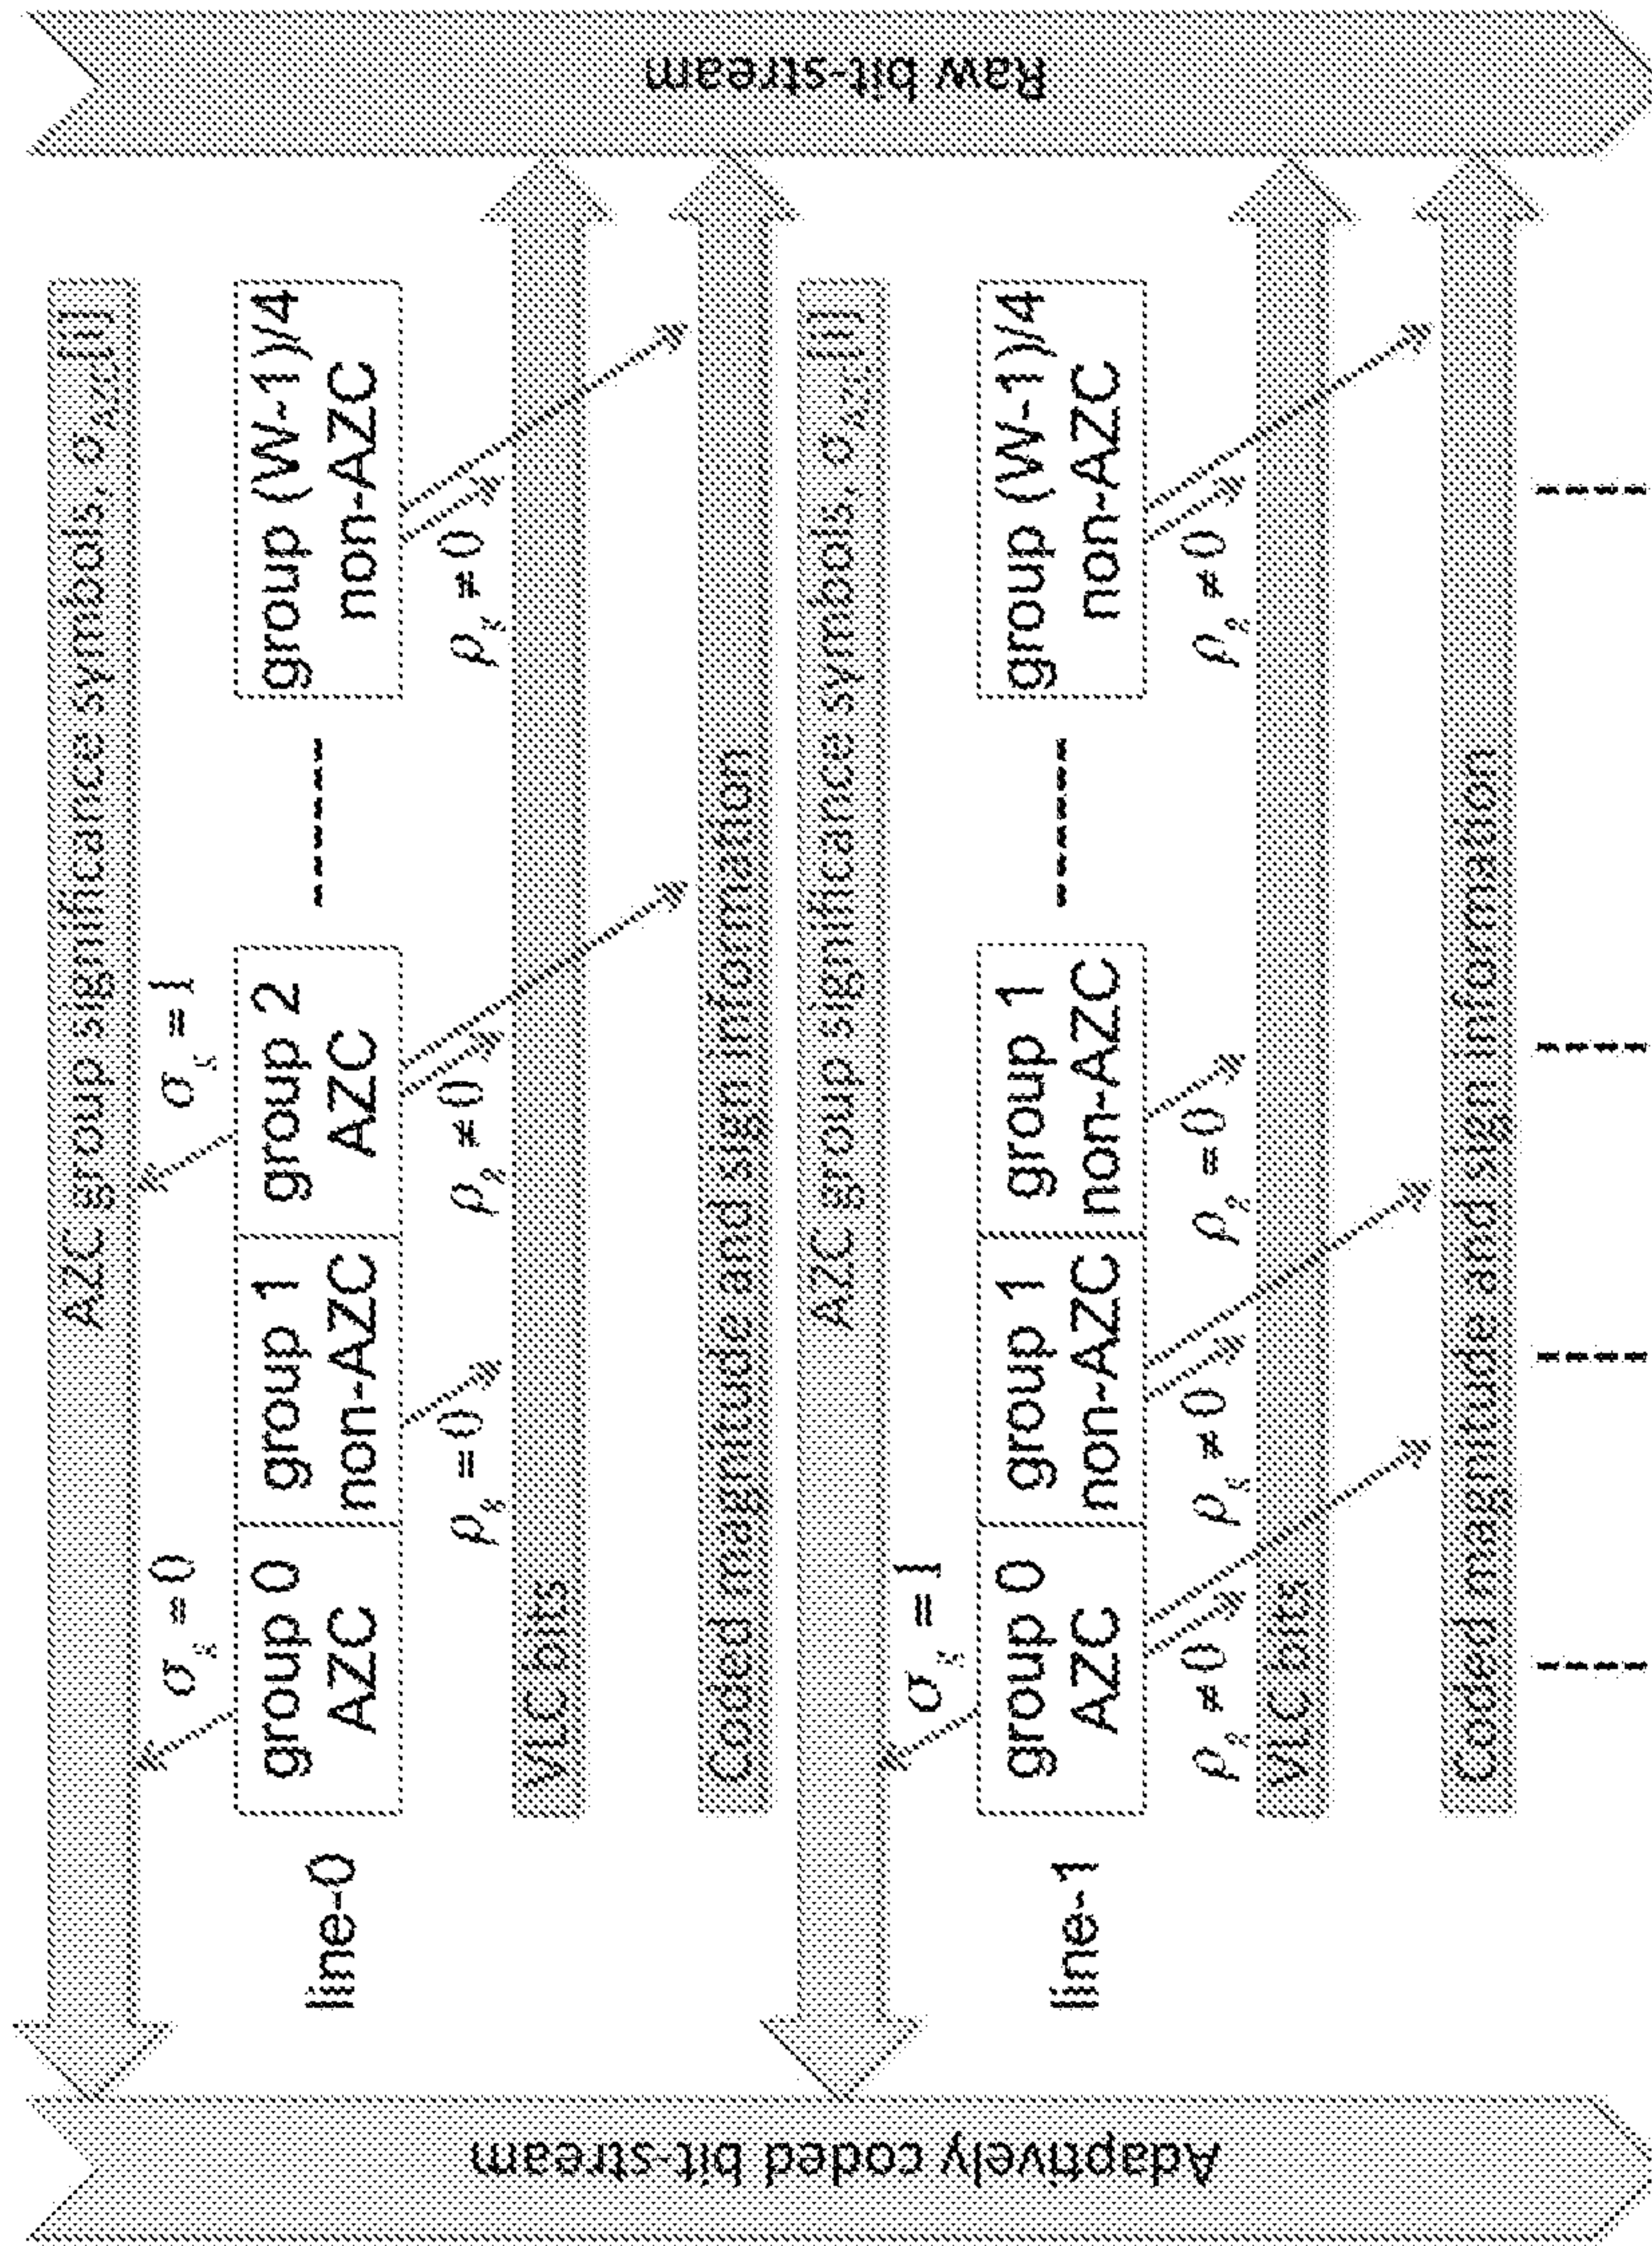 Adaptively coded bit-stream
Raw bit-stream
AZC group significance symbols, σ
σ = 0
σ = 1
line-0
group 0
AZC
group 1
non-AZC
group 2
AZC
group (W-1)/4
non-AZC
ρ = 0
ρ ≠ 0
ρ ≠ 0
VLC bits
Coded magnitude and sign information
AZC group significance symbols, σ
σ = 1
line-1
group 0
AZC
group 1
non-AZC
group 1
non-AZC
group (W-1)/4
non-AZC
ρ ≠ 0
ρ ≠ 0
ρ = 0
ρ ≠ 0
VLC bits
Coded magnitude and sign information